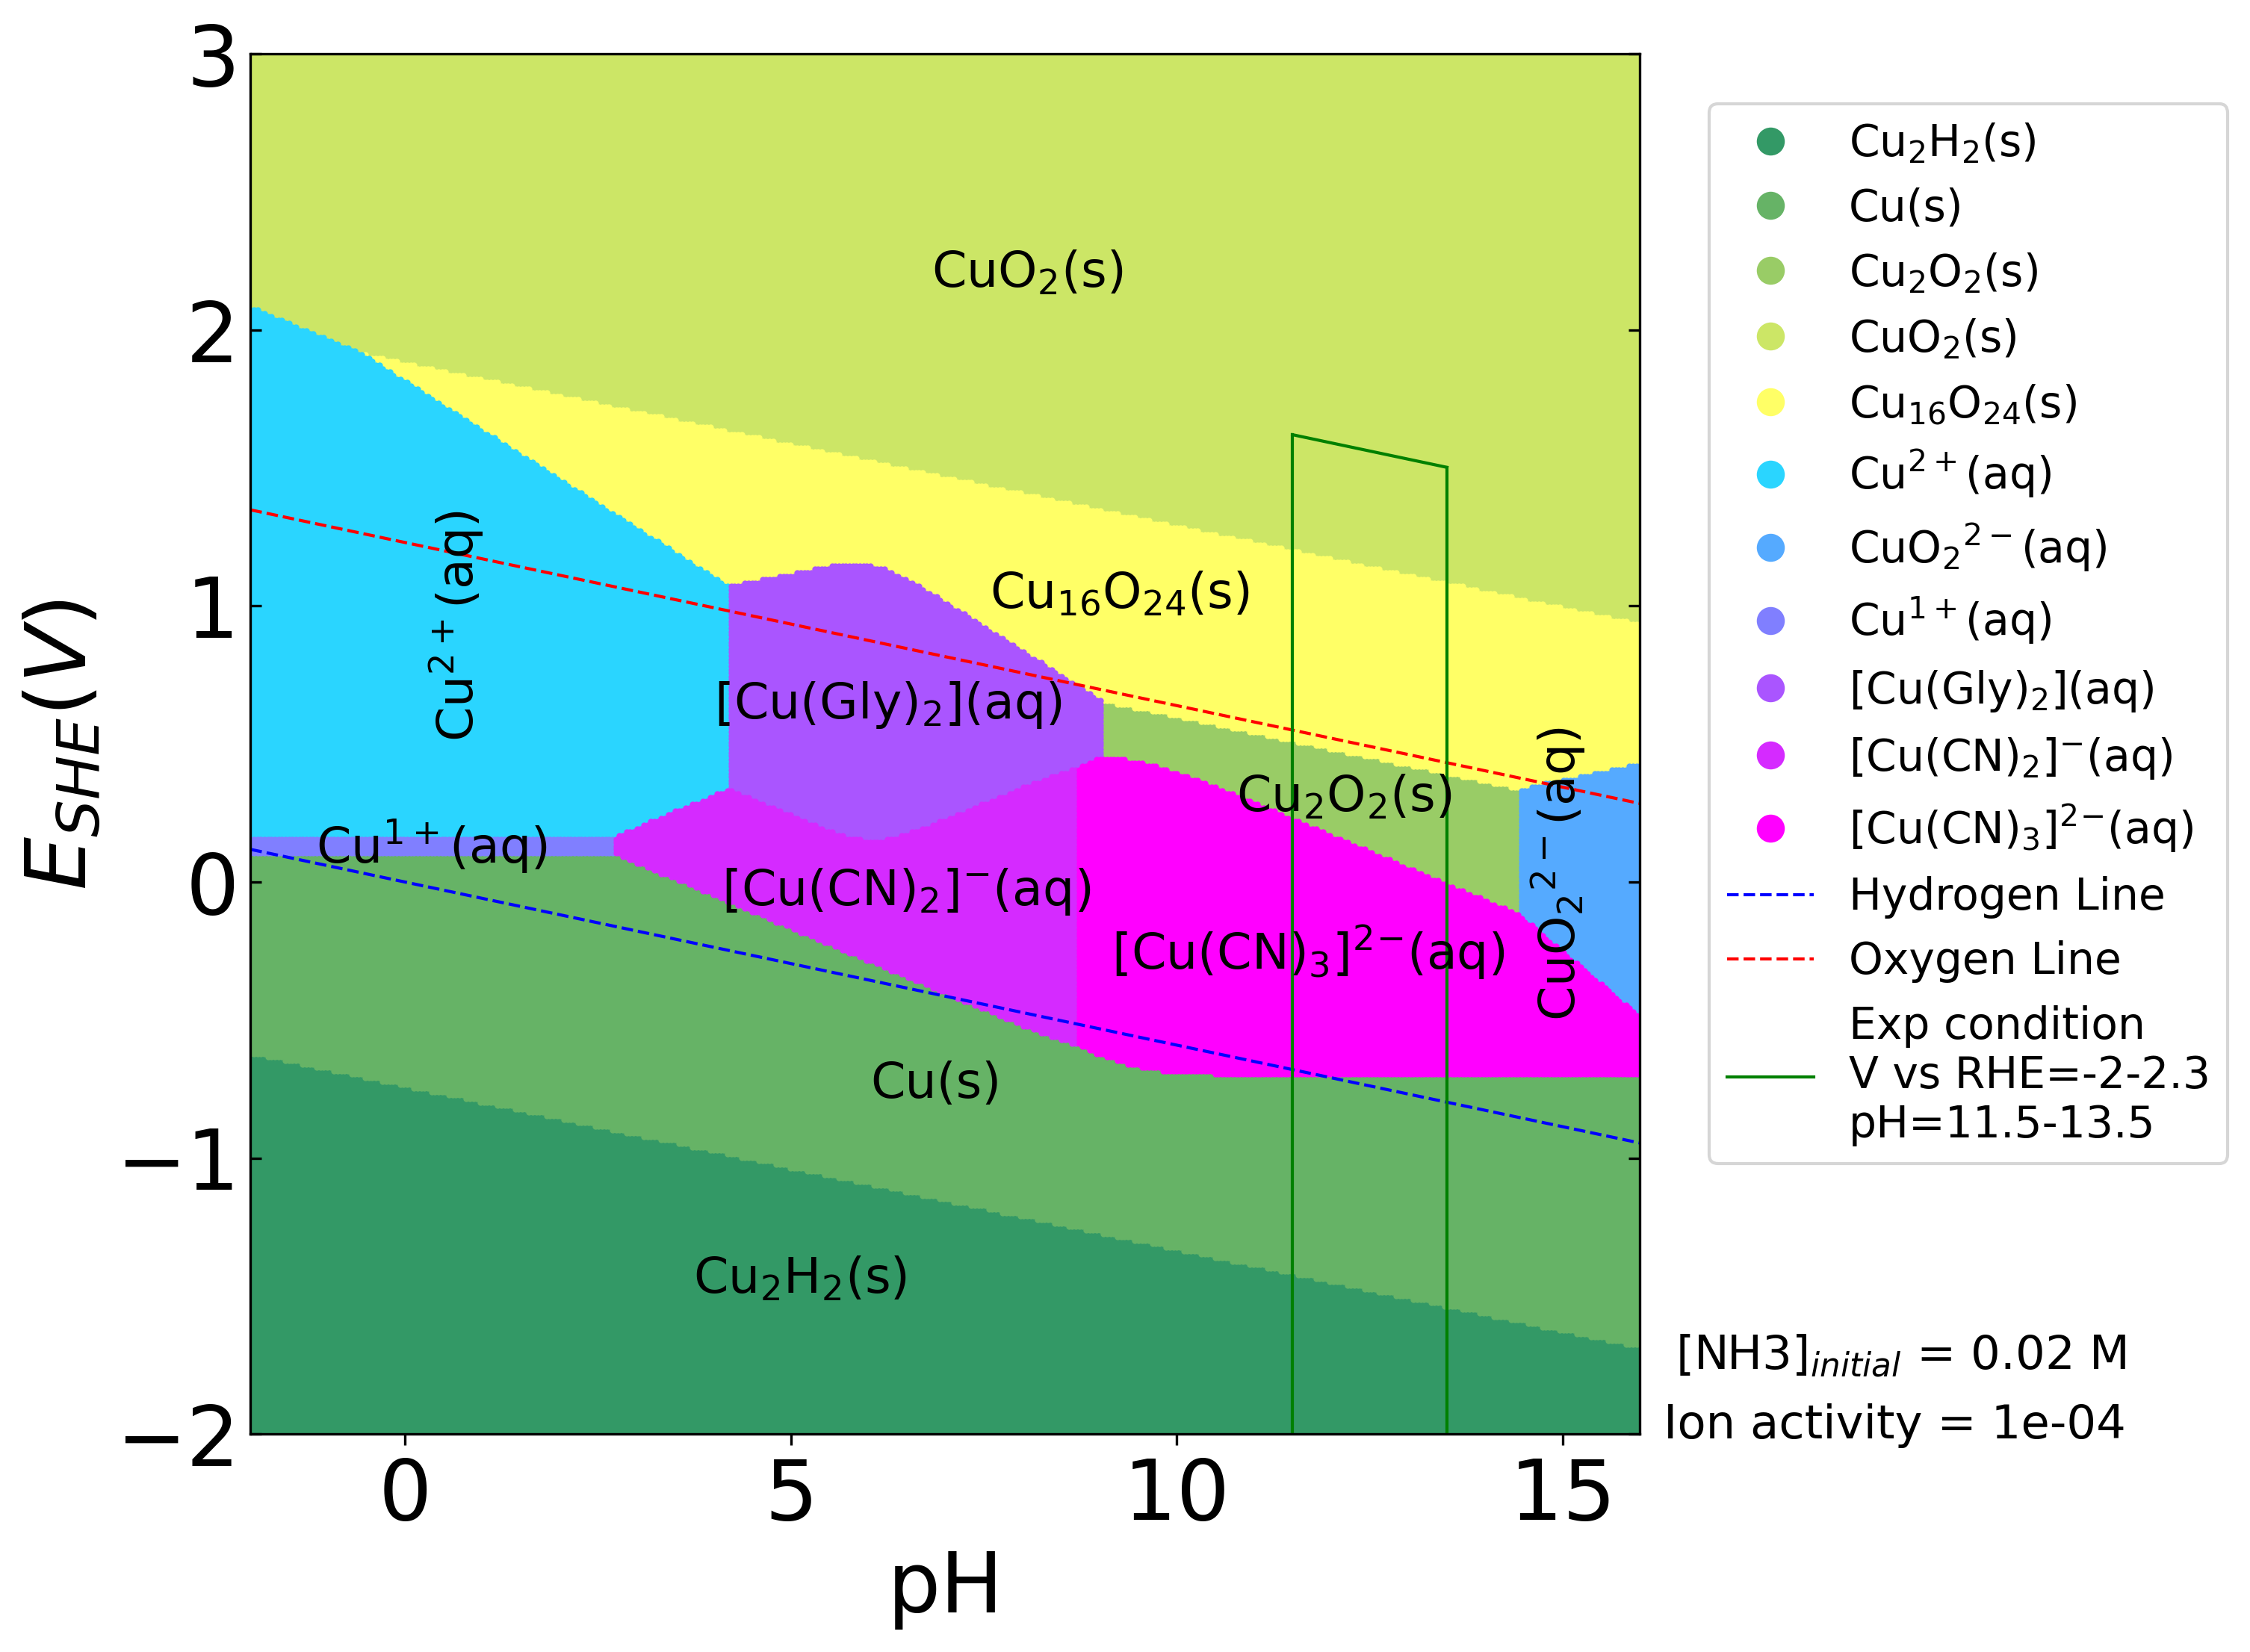 3
2
1
0
−1
−2
0
5
10
15
E_SHE(V)
pH
CuO₂(s)
Cu₁₆O₂₄(s)
Cu²⁺(aq)
[Cu(Gly)₂](aq)
Cu₂O₂(s)
Cu¹⁺(aq)
[Cu(CN)₂]⁻(aq)
[Cu(CN)₃]²⁻(aq)
CuO₂²⁻(aq)
Cu(s)
Cu₂H₂(s)
Cu₂H₂(s)
Cu(s)
Cu₂O₂(s)
CuO₂(s)
Cu₁₆O₂₄(s)
Cu²⁺(aq)
CuO₂²⁻(aq)
Cu¹⁺(aq)
[Cu(Gly)₂](aq)
[Cu(CN)₂]⁻(aq)
[Cu(CN)₃]²⁻(aq)
Hydrogen Line
Oxygen Line
Exp condition
V vs RHE=-2-2.3
pH=11.5-13.5
[NH3]_initial = 0.02 M
Ion activity = 1e-04